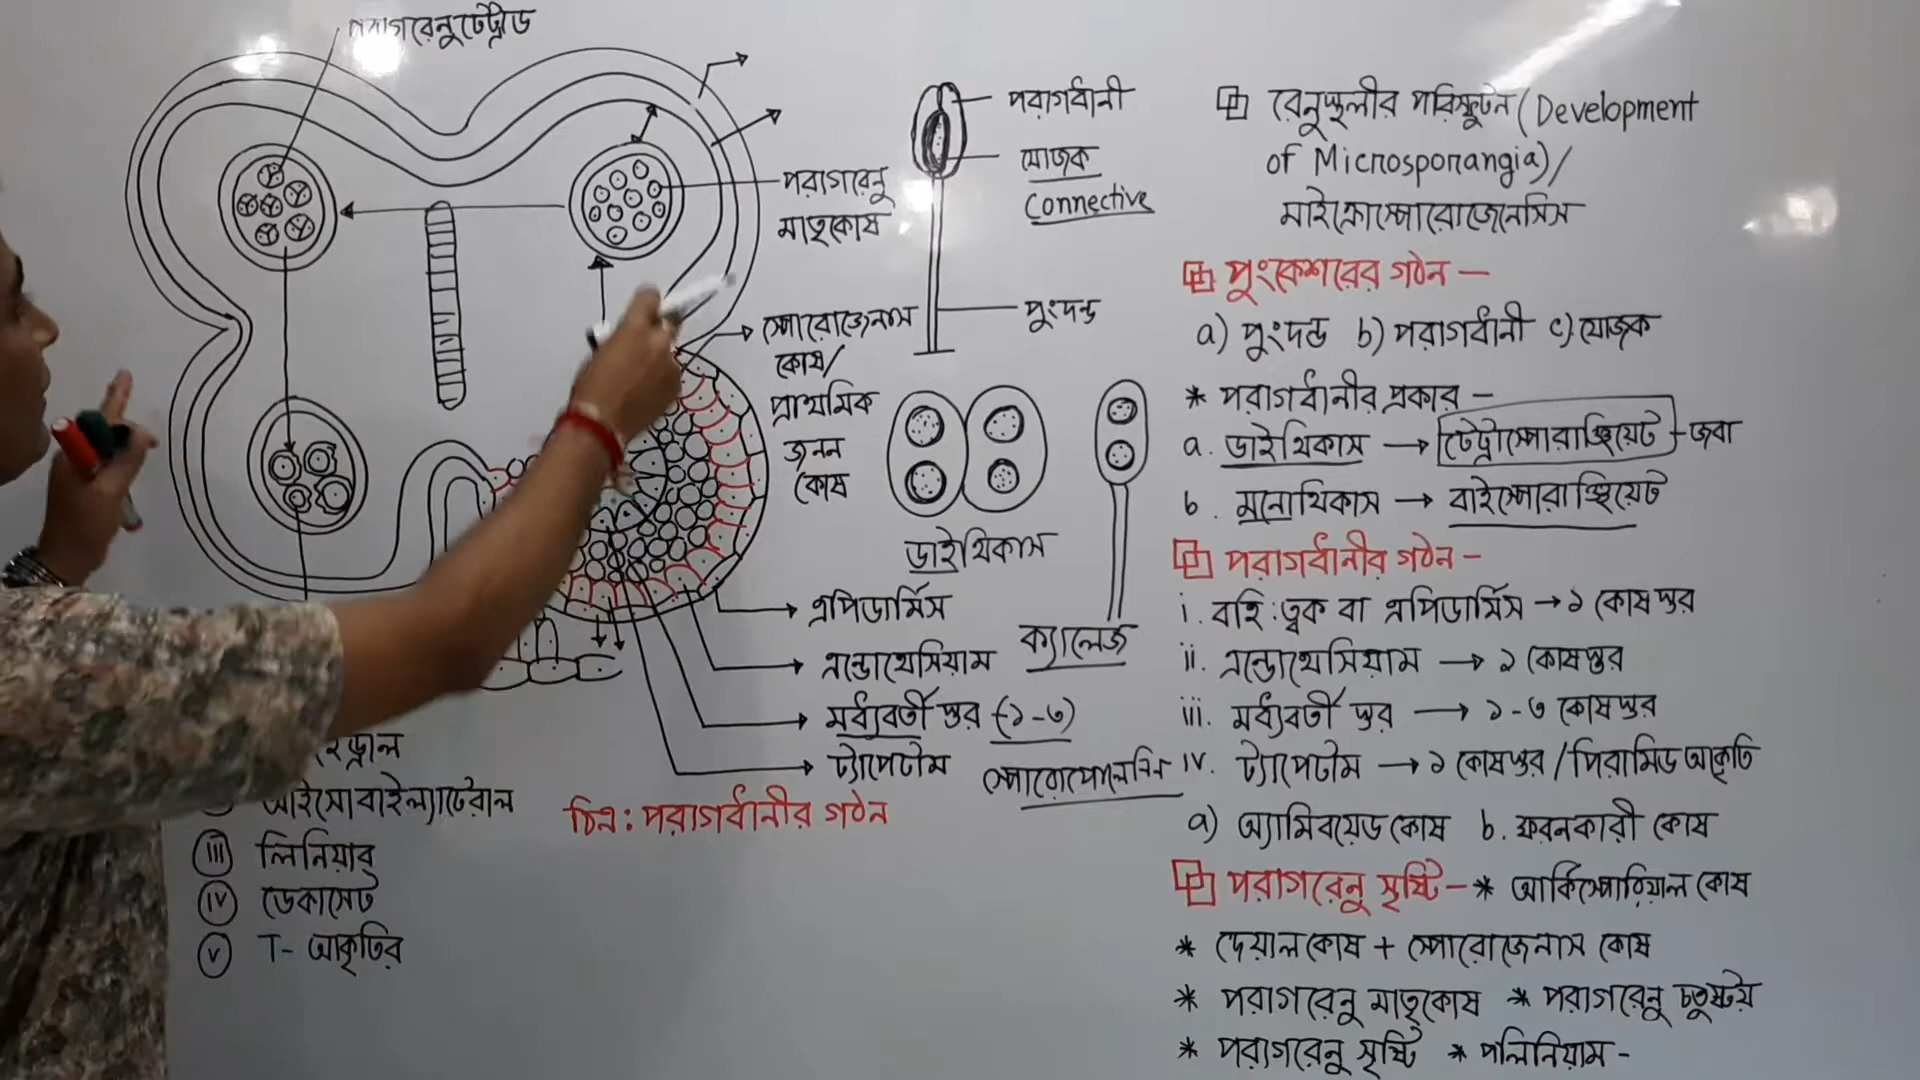 পরাগরেনু টেট্রাড
পরাগরেনু
মাতৃকোষ
স্পোরোজেনাস
কোষ/
প্রাথমিক
জনন
কোষ
এপিডার্মিস
এন্ডোথেসিয়াম
মধ্যবর্তী স্তর (১-৩)
ট্যাপেটাম
স্পোরোপোলেনিন
চিত্র: পরাগধানীর গঠন
আইসোবাইল্যাটেরাল
III লিনিয়ার
IV ডেকাসেট
V T- আকৃতির
পরাগধানী
যোজক
Connective
পুংদন্ড
ডাইথিকাস
ক্যালেজ
রেনুস্থলীর পরিস্ফুটন (Development
of Microsporangia)/
মাইক্রোস্পোরোজেনেসিস
পুংকেশরের গঠন -
a) পুংদন্ড b) পরাগধানী c) যোজক
* পরাগধানীর প্রকার -
a. ডাইথিকাস → টেট্রাস্পোরাঞ্জিয়েট - জবা
b. মনোথিকাস → বাইস্পোরাঞ্জিয়েট
পরাগধানীর গঠন -
i. বহি:ত্বক বা এপিডার্মিস → ১ কোষস্তর
ii. এন্ডোথেসিয়াম → ১ কোষস্তর
iii. মধ্যবর্তী স্তর → ১-৩ কোষস্তর
iv. ট্যাপেটাম → ১ কোষস্তর / পিরামিড আকৃতি
a) অ্যামিবয়েড কোষ b. ক্ষরনকারী কোষ
পরাগরেনু সৃষ্টি - * আর্কিস্পোরিয়াল কোষ
* দেয়াল কোষ + স্পোরোজেনাস কোষ
* পরাগরেনু মাতৃকোষ * পরাগরেনু চতুষ্টয়
* পরাগরেনু সৃষ্টি * পলিনিয়াম -